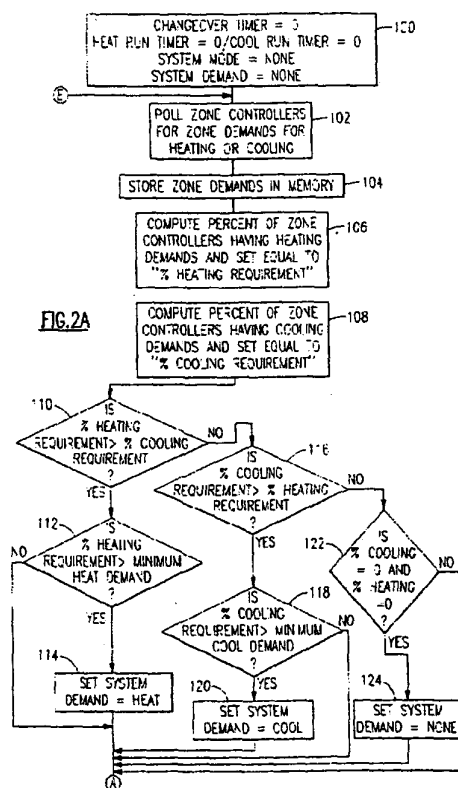 CHANGEOVER TIMER = 0
HEAT RUN TIMER = 0/COOL RUN TIMER = 0
SYSTEM MODE = NONE
SYSTEM DEMAND = NONE
100
E
POLL ZONE CONTROLLERS
FOR ZONE DEMANDS FOR
HEATING OR COOLING
102
STORE ZONE DEMANDS IN MEMORY
104
COMPUTE PERCENT OF ZONE
CONTROLLERS HAVING HEATING
DEMANDS AND SET EQUAL TO
"% HEATING REQUIREMENT"
106
FIG.2A
COMPUTE PERCENT OF ZONE
CONTROLLERS HAVING COOLING
DEMANDS AND SET EQUAL TO
"% COOLING REQUIREMENT"
108
110
IS
% HEATING
REQUIREMENT> % COOLING
REQUIREMENT
?
NO
YES
116
IS
% COOLING
REQUIREMENT> % HEATING
REQUIREMENT
?
NO
YES
112
IS
% HEATING
REQUIREMENT> MINIMUM
HEAT DEMAND
?
NO
YES
118
IS
% COOLING
REQUIREMENT> MINIMUM
COOL DEMAND
?
NO
YES
122
IS
% COOLING
= 0 AND
% HEATING
=0
?
NO
YES
114
SET SYSTEM
DEMAND = HEAT
120
SET SYSTEM
DEMAND = COOL
124
SET SYSTEM
DEMAND = NONE
A